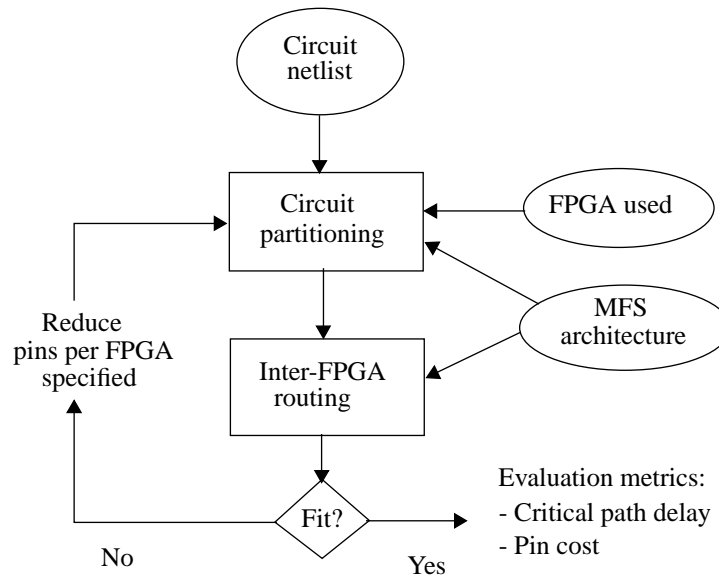 Circuit
netlist
Circuit
partitioning
FPGA used
MFS
architecture
Reduce
pins per FPGA
specified
Inter-FPGA
routing
Fit?
No
Yes
Evaluation metrics:
- Critical path delay
- Pin cost